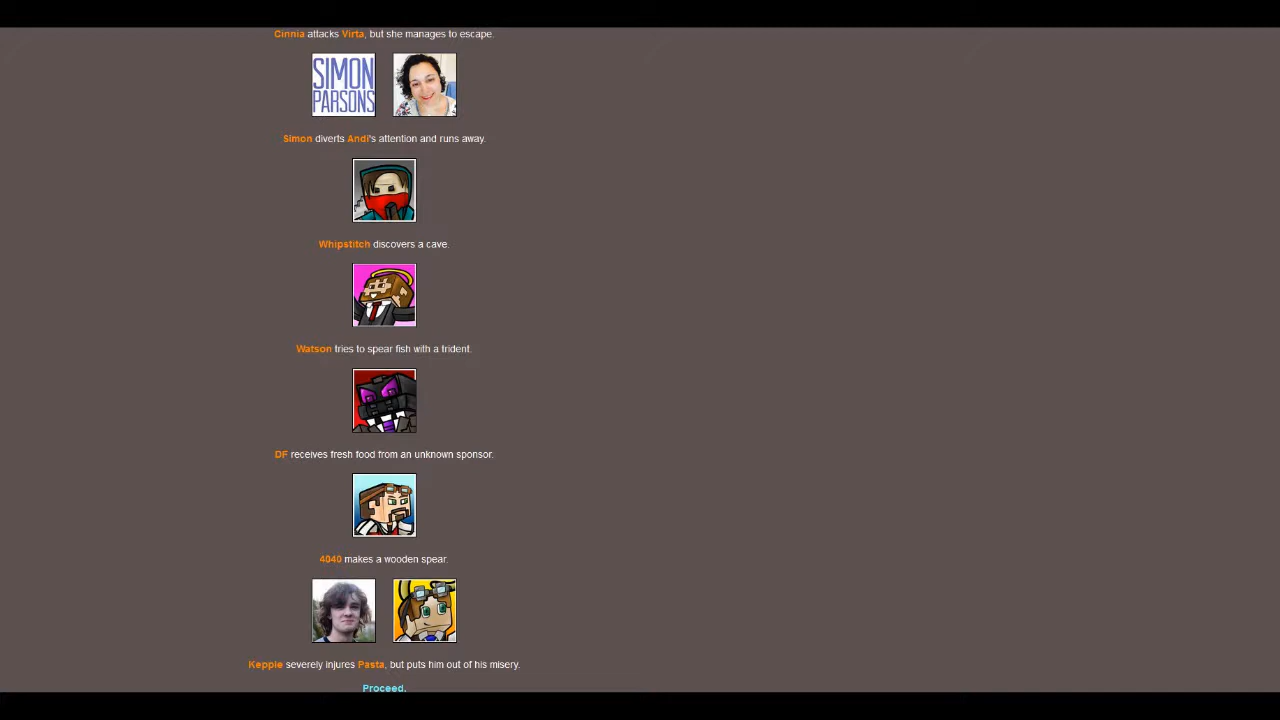 Cinnia attacks Virta, but she manages to escape.
SIMON
PARSONS
Simon diverts Andi's attention and runs away.
Whipstitch discovers a cave.
Watson tries to spear fish with a trident.
DF receives fresh food from an unknown sponsor.
4040 makes a wooden spear.
Keppie severely injures Pasta, but puts him out of his misery.
Proceed.